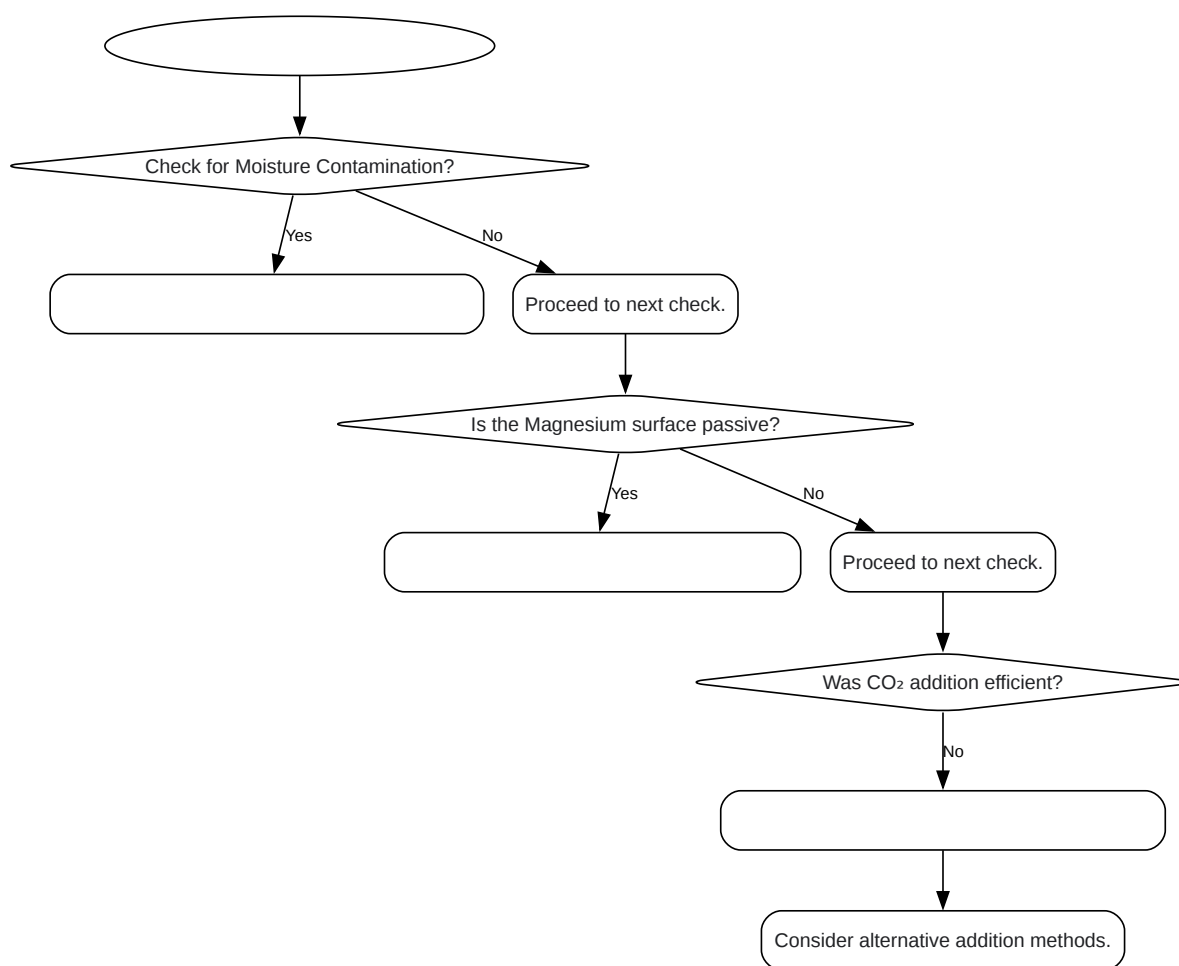 Check for Moisture Contamination?
Yes
No
Proceed to next check.
Is the Magnesium surface passive?
Yes
No
Proceed to next check.
Was CO₂ addition efficient?
No
Consider alternative addition methods.